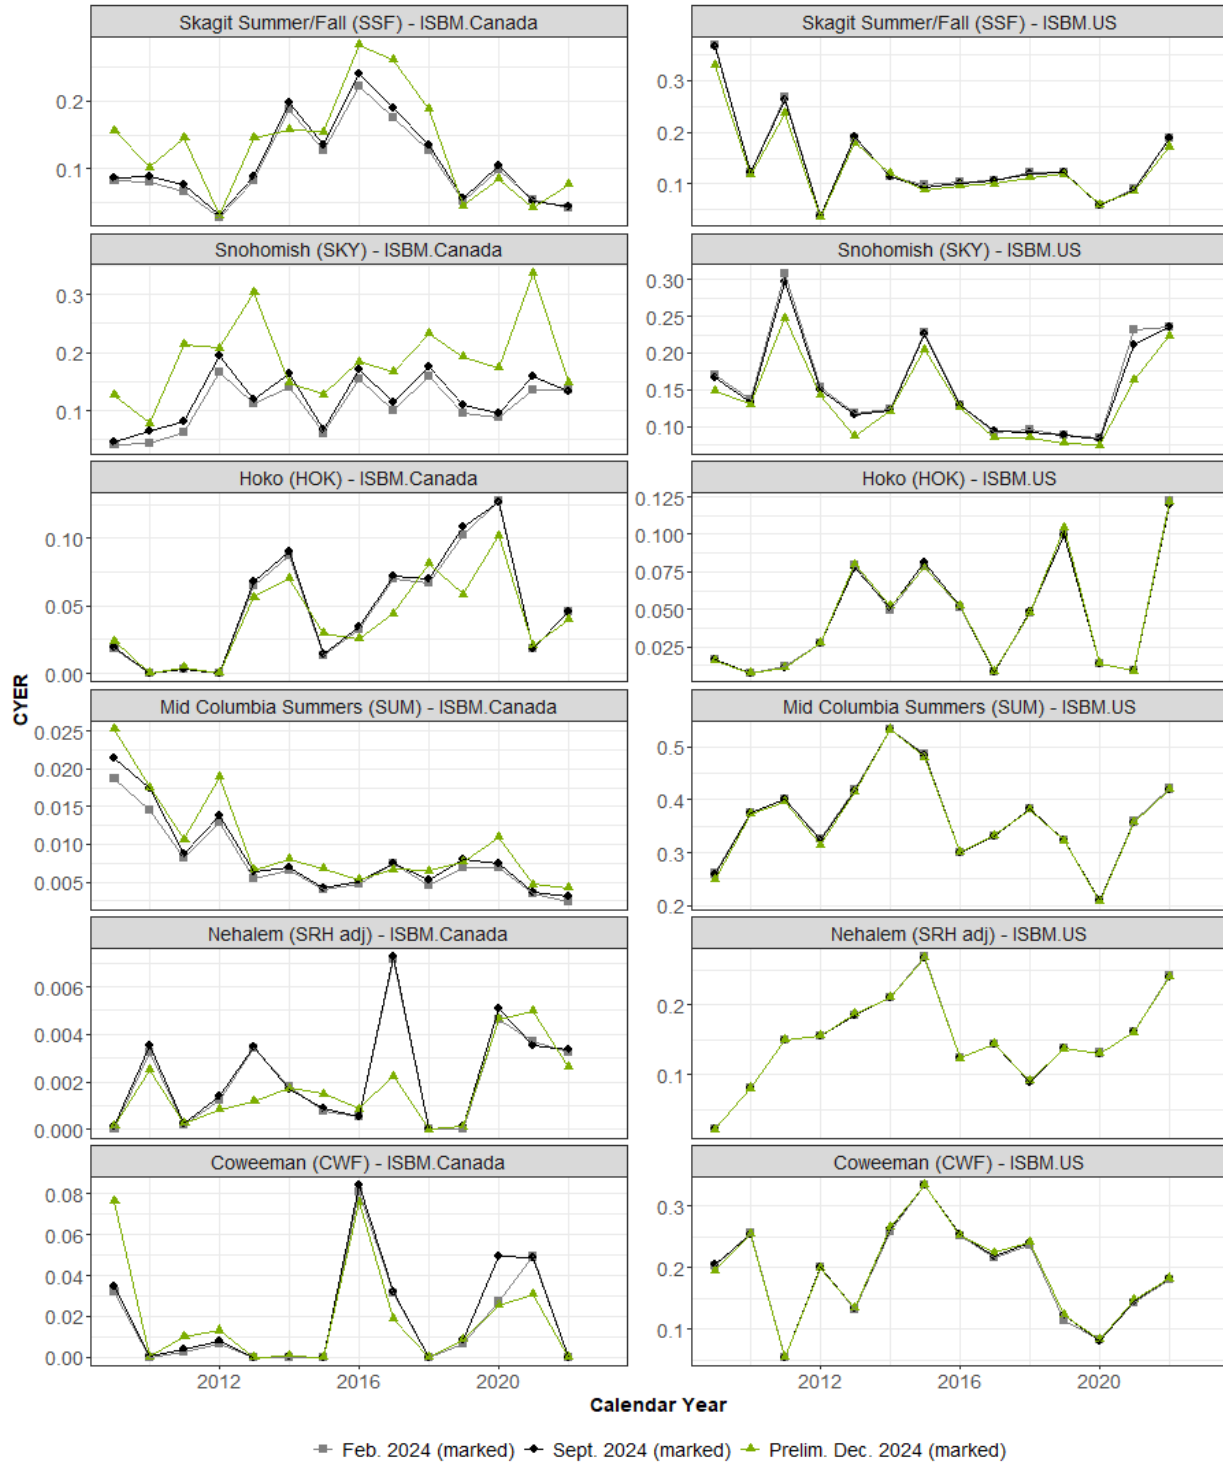 Skagit Summer/Fall (SSF) - ISBM.Canada
0.2
0.1
Skagit Summer/Fall (SSF) - ISBM.US
0.3
0.2
0.1
Snohomish (SKY) - ISBM.Canada
0.3
0.2
0.1
Snohomish (SKY) - ISBM.US
0.30
0.25
0.20
0.15
0.10
Hoko (HOK) - ISBM.Canada
0.10
0.05
0.00
Hoko (HOK) - ISBM.US
0.125
0.100
0.075
0.050
0.025
CYER
Mid Columbia Summers (SUM) - ISBM.Canada
0.025
0.020
0.015
0.010
0.005
Mid Columbia Summers (SUM) - ISBM.US
0.5
0.4
0.3
0.2
Nehalem (SRH adj) - ISBM.Canada
0.006
0.004
0.002
0.000
Nehalem (SRH adj) - ISBM.US
0.2
0.1
Coweeman (CWF) - ISBM.Canada
0.08
0.06
0.04
0.02
0.00
Coweeman (CWF) - ISBM.US
0.3
0.2
0.1
2012 2016 2020
2012 2016 2020
Calendar Year
Feb. 2024 (marked) Sept. 2024 (marked) Prelim. Dec. 2024 (marked)